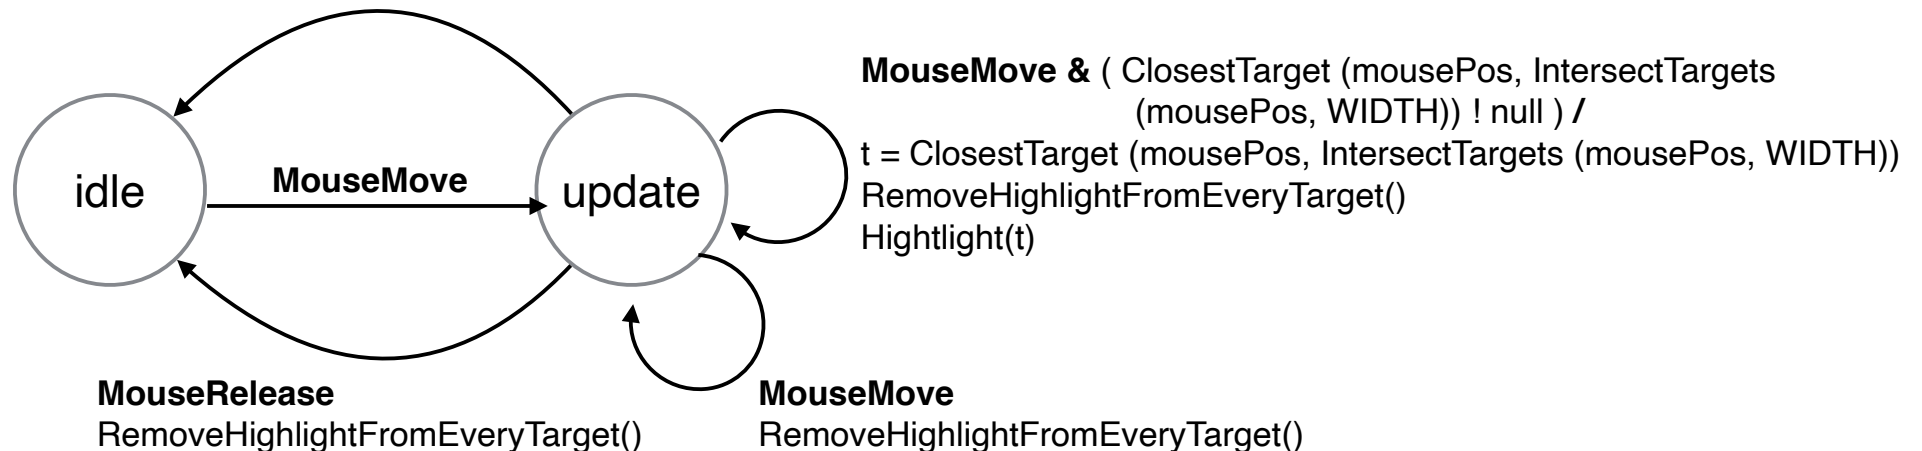 MouseMove & ( ClosestTarget (mousePos, IntersectTargets
(mousePos, WIDTH)) ! null ) /
t = ClosestTarget (mousePos, IntersectTargets (mousePos, WIDTH))
RemoveHighlightFromEveryTarget()
Hightlight(t)
idle
MouseMove
update
MouseRelease
RemoveHighlightFromEveryTarget()
MouseMove
RemoveHighlightFromEveryTarget()